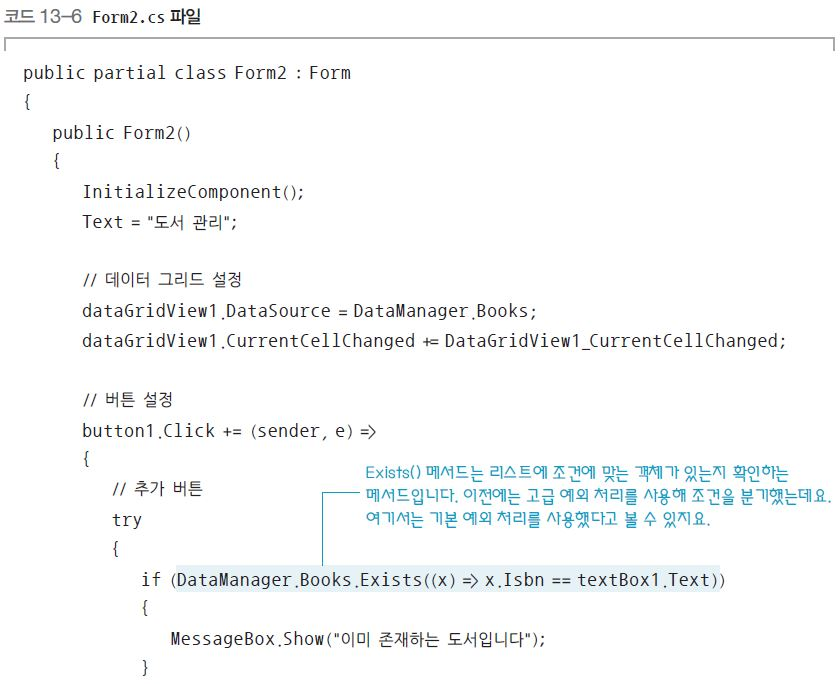 코드 13-6 Form2.cs 파일
public partial class Form2 : Form
{
public Form2()
{
InitializeComponent();
Text = "도서 관리";
// 데이터 그리드 설정
dataGridView1.DataSource = DataManager.Books;
dataGridView1.CurrentCellChanged += DataGridView1_CurrentCellChanged;
// 버튼 설정
button1.Click += (sender, e) =>
{
Exists() 메서드는 리스트에 조건에 맞는 객체가 있는지 확인하는
메서드입니다. 이전에는 고급 예외 처리를 사용해 조건을 분기했는데요.
여기서는 기본 예외 처리를 사용했다고 볼 수 있지요.
// 추가 버튼
try
{
if (DataManager.Books.Exists((x) => x.Isbn == textBox1.Text))
{
MessageBox.Show("이미 존재하는 도서입니다");
}